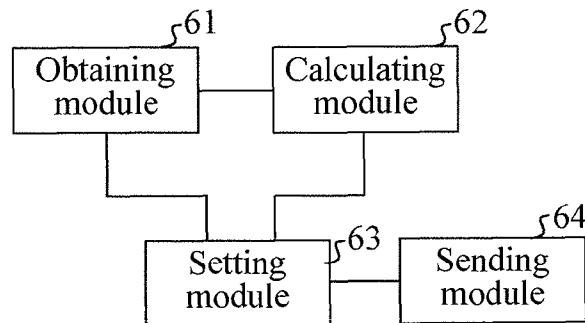 61
Obtaining
module
62
Calculating
module
63
Setting
module
64
Sending
module